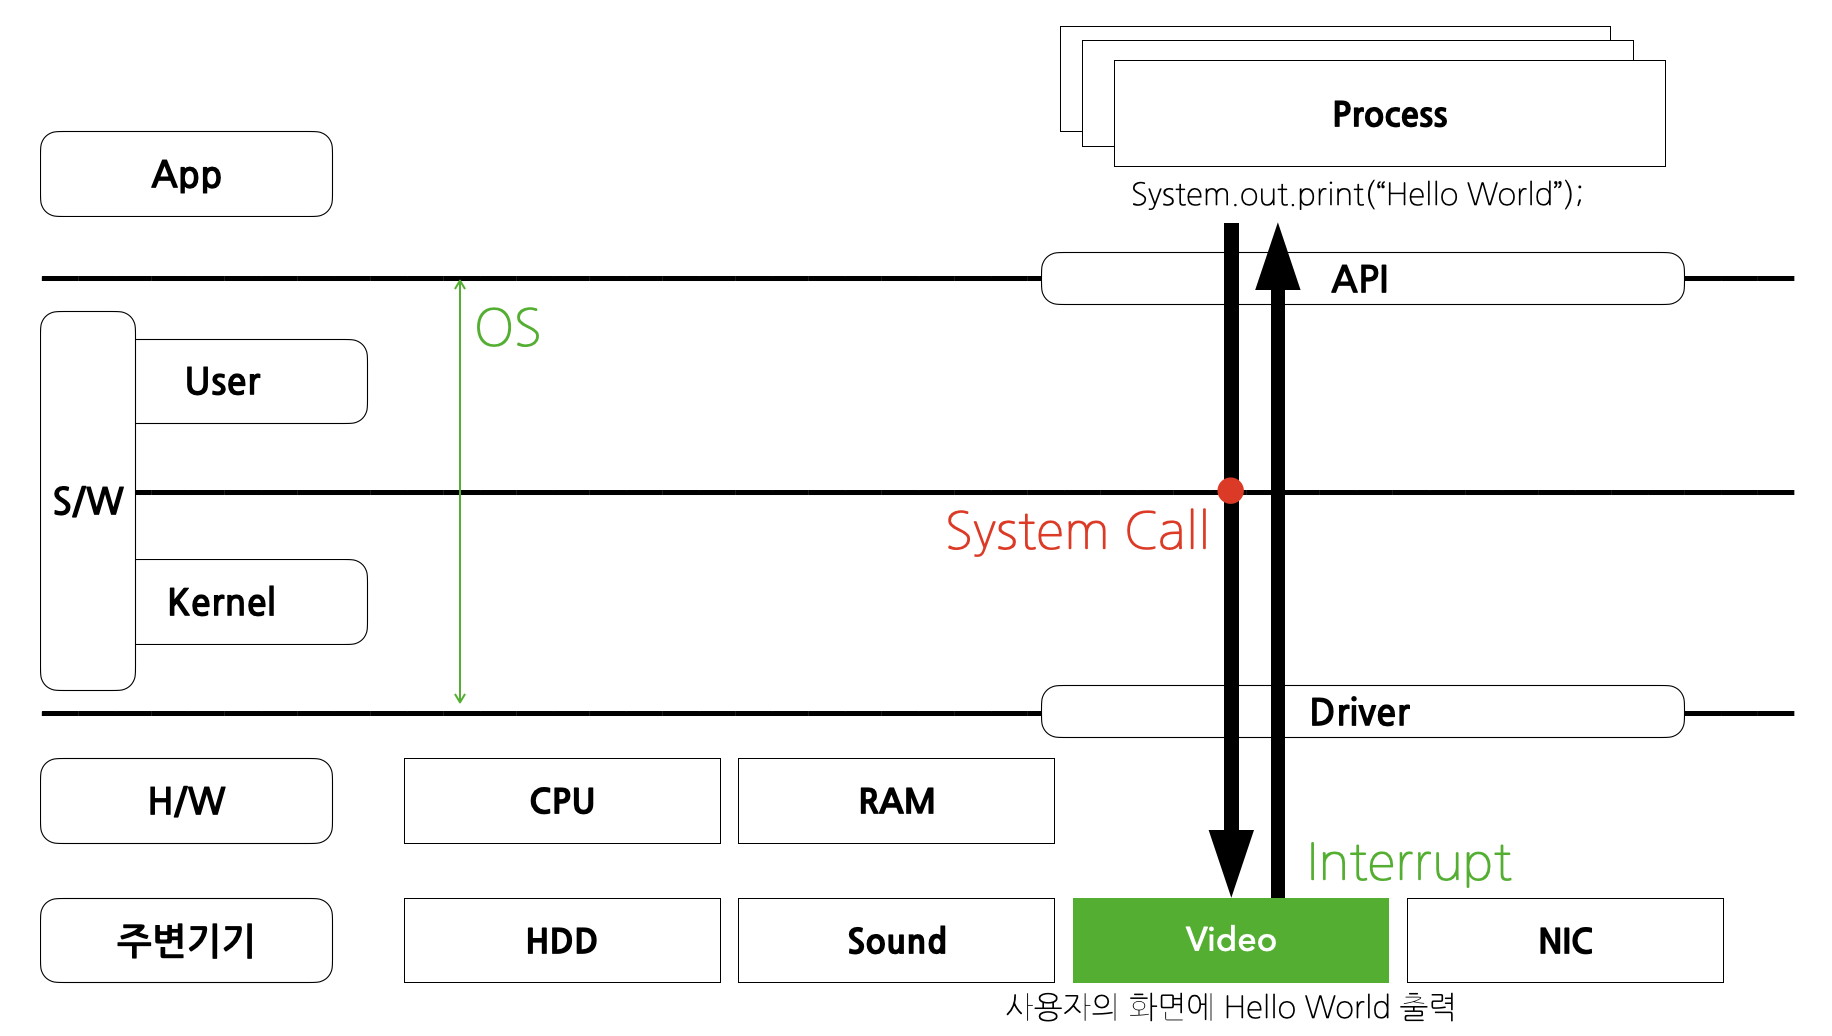 Process
App
System.out.print(“Hello World”);
API
OS
User
S/W
System Call
Kernel
Driver
H/W
CPU
RAM
Interrupt
주변기기
HDD
Sound
Video
NIC
사용자의 화면에 Hello World 출력